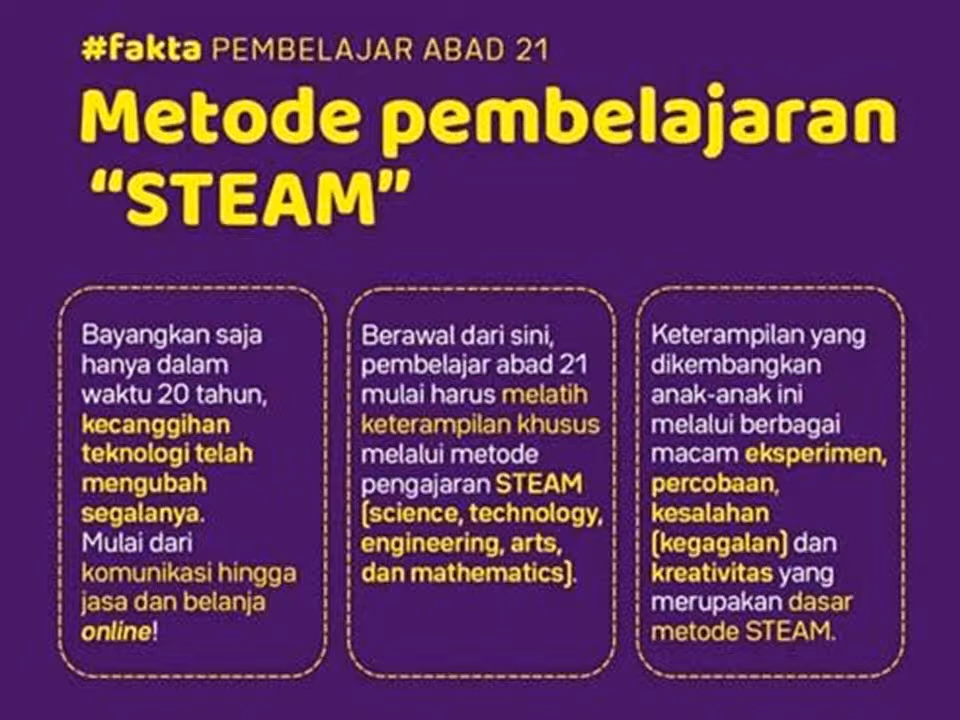 #fakta PEMBELAJAR ABAD 21
Metode pembelajaran
“STEAM”
Bayangkan saja
hanya dalam
waktu 20 tahun,
kecanggihan
teknologi telah
mengubah
segalanya.
Mulai dari
komunikasi hingga
jasa dan belanja
online!
Berawal dari sini,
pembelajar abad 21
mulai harus melatih
keterampilan khusus
melalui metode
pengajaran STEAM
(science, technology,
engineering, arts,
dan mathematics).
Keterampilan yang
dikembangkan
anak-anak ini
melalui berbagai
macam eksperimen,
percobaan,
kesalahan
(kegagalan) dan
kreativitas yang
merupakan dasar
metode STEAM.